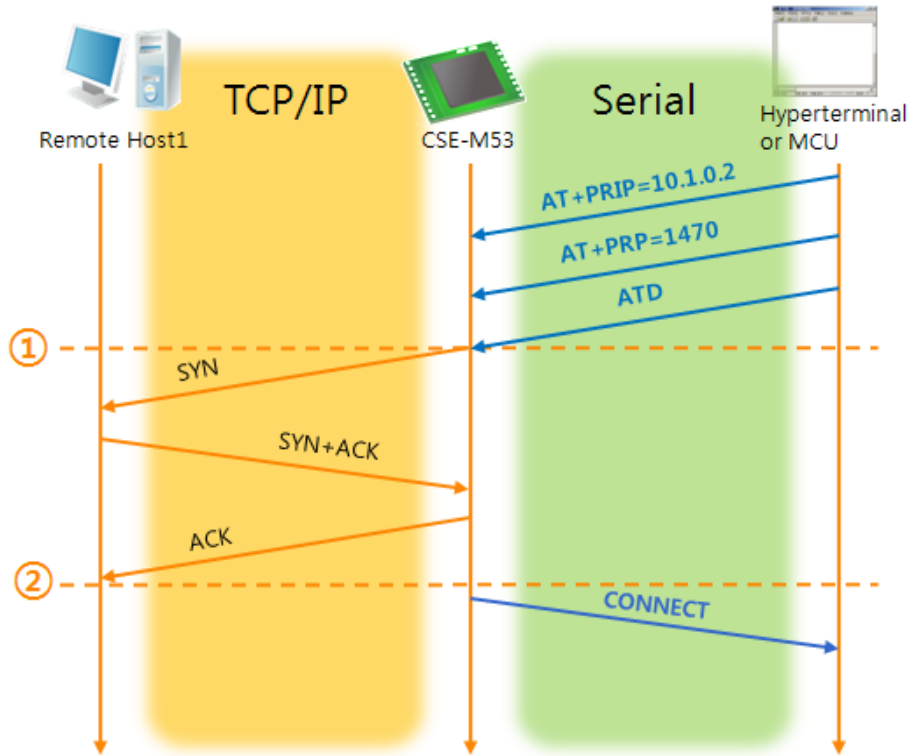 TCP/IP
Serial
Remote Host1
CSE-M53
Hyperterminal
or MCU
AT+PRIP=10.1.0.2
AT+PRP=1470
ATD
①
SYN
SYN+ACK
ACK
②
CONNECT